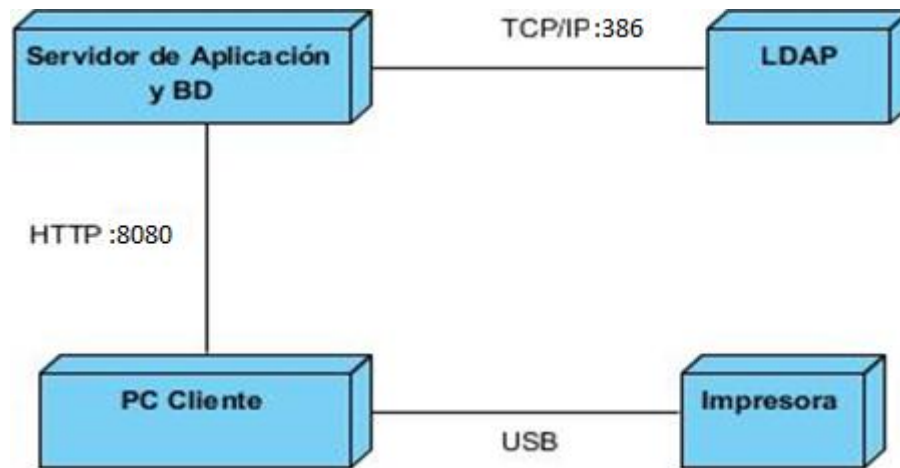 TCP/IP:386
Servidor de Aplicación
y BD
LDAP
HTTP :8080
PC Cliente
Impresora
USB